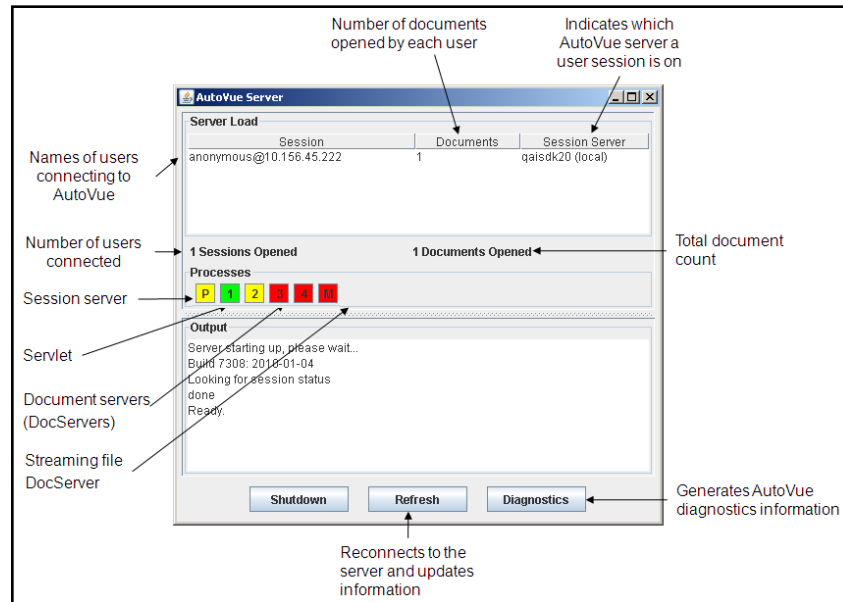 Number of documents
opened by each user
Indicates which
AutoVue server a
user session is on
AutoVue Server
Server Load
Session Documents Session Server
anonymous@10.156.45.222 1 qaisdk20 (local)
Names of users
connecting to
AutoVue
Number of users
connected
1 Sessions Opened 1 Documents Opened
Total document
count
Processes
Session server
P 1 2 3 4 M
Servlet
Output
Server starting up, please wait...
Build 7308: 2010-01-04
Looking for session status
done
Ready.
Document servers
(DocServers)
Streaming file
DocServer
Shutdown Refresh Diagnostics
Generates AutoVue
diagnostics information
Reconnects to the
server and updates
information